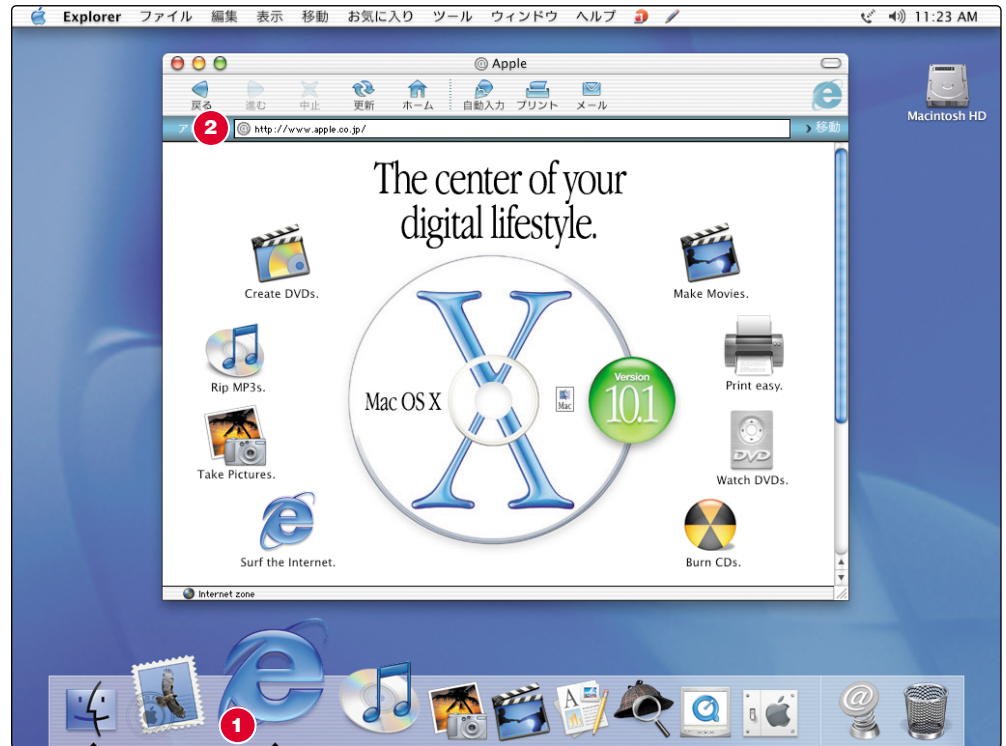 Explorer ファイル 編集 表示 移動 お気に入り ツール ウィンドウ ヘルプ 11:23 AM
Apple
戻る 進む 中止 更新 ホーム 自動入力 プリント メール
Macintosh HD
2 http://www.apple.co.jp/ 移動
The center of your
digital lifestyle.
Create DVDs.
Make Movies.
Rip MP3s.
Print easy.
Mac OS X
Mac
Version
10.1
Take Pictures.
DVD
Watch DVDs.
Surf the Internet.
Burn CDs.
Internet zone
1